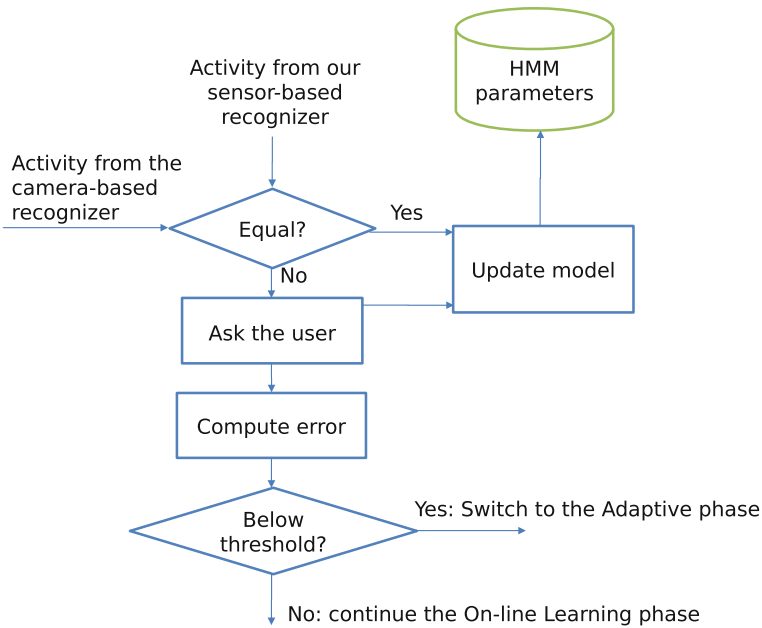 Activity from our
sensor-based
recognizer
HMM
parameters
Activity from the
camera-based
recognizer
Equal?
Yes
Update model
No
Ask the user
Compute error
Below
threshold?
Yes: Switch to the Adaptive phase
No: continue the On-line Learning phase